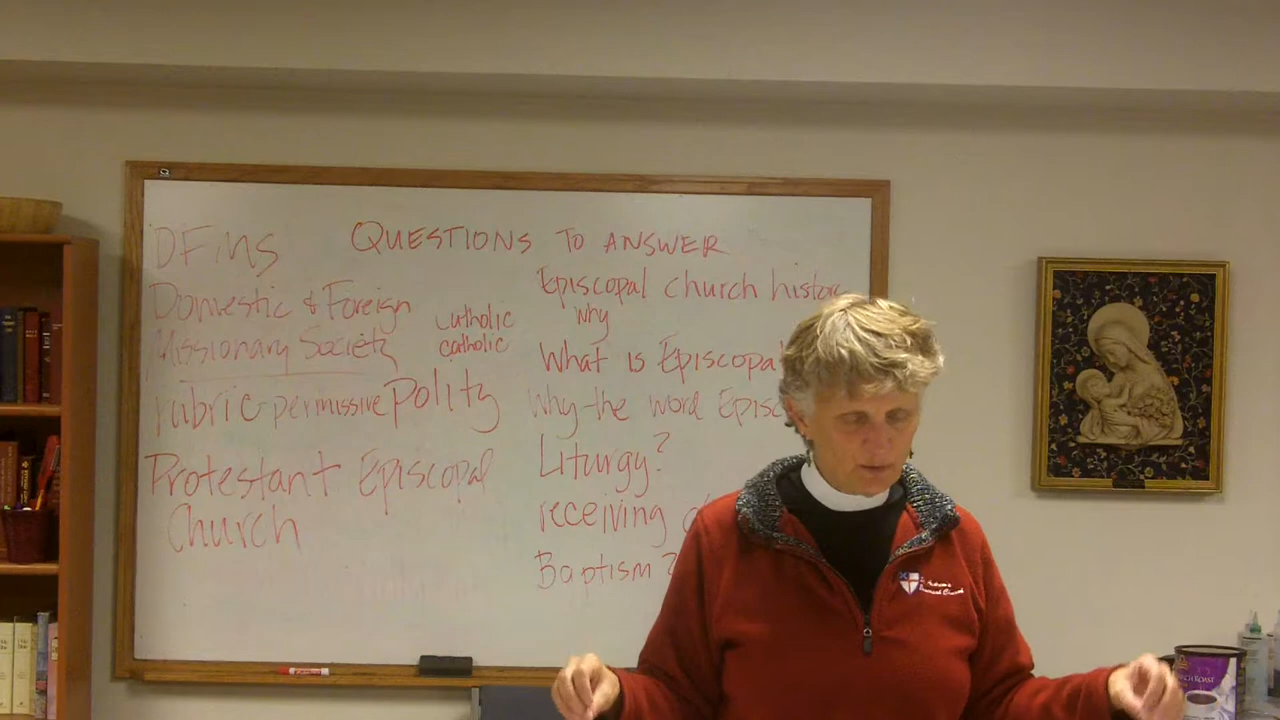 QUESTIONS TO ANSWER
DFMS
Domestic & Foreign
Missionary Society
rubric-permissive Polity
Protestant Episcopal
Church
catholic
catholic
Episcopal church history
why
What is Episcopal
Why-the word Episc
Liturgy?
receiving
Baptism?